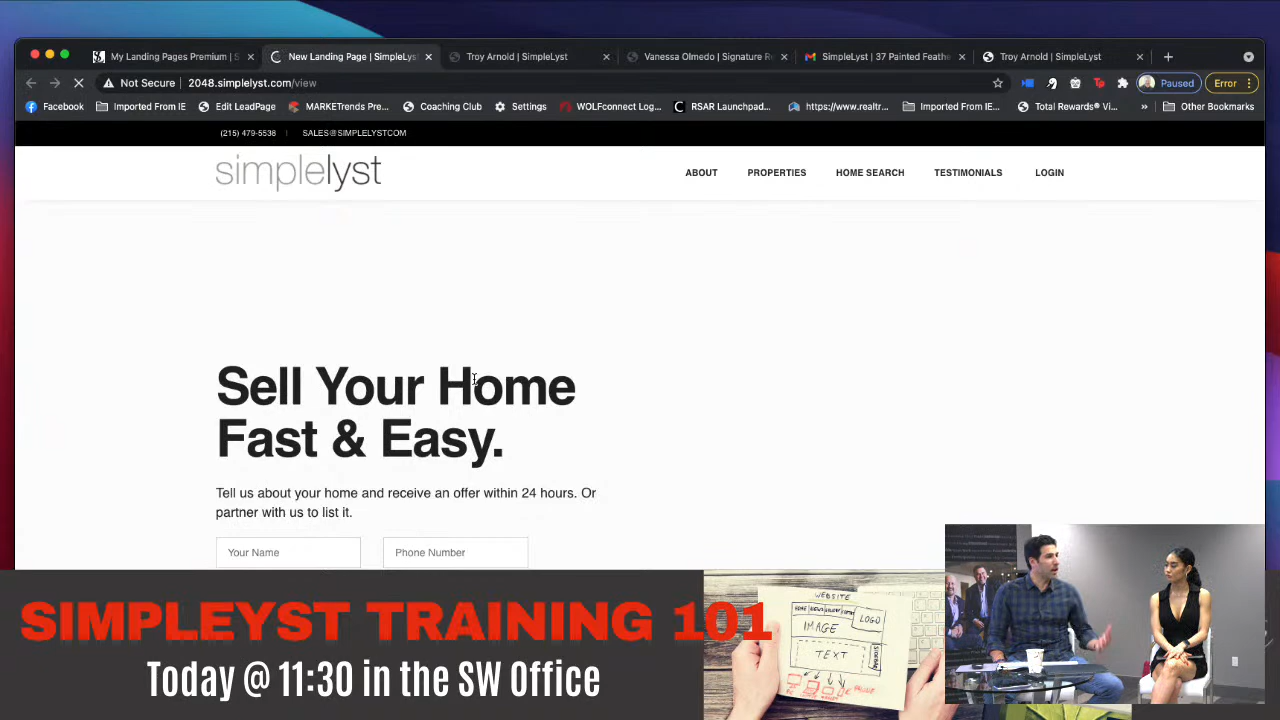 My Landing Pages Premium | S
New Landing Page | SimpleLys
Troy Arnold | SimpleLyst
Vanessa Olmedo | Signature Re
SimpleLyst | 37 Painted Feathe
Troy Arnold | SimpleLyst
Not Secure
2048.simplelyst.com/view
Paused
Error
Facebook
Imported From IE
Edit LeadPage
MARKETrends Pre...
Coaching Club
Settings
WOLFconnect Log...
RSAR Launchpad...
https://www.realtr...
Imported From IE...
Total Rewards® Vi...
Other Bookmarks
(215) 479-5538 | SALES@SIMPLELYSTCOM
simplelyst
ABOUT
PROPERTIES
HOME SEARCH
TESTIMONIALS
LOGIN
Sell Your Home
Fast & Easy.
Tell us about your home and receive an offer within 24 hours. Or
partner with us to list it.
Your Name
Phone Number
SIMPLEYST TRAINING 101
Today @ 11:30 in the SW Office
WEBSITE
HOME
LOGO
IMAGE
TEXT